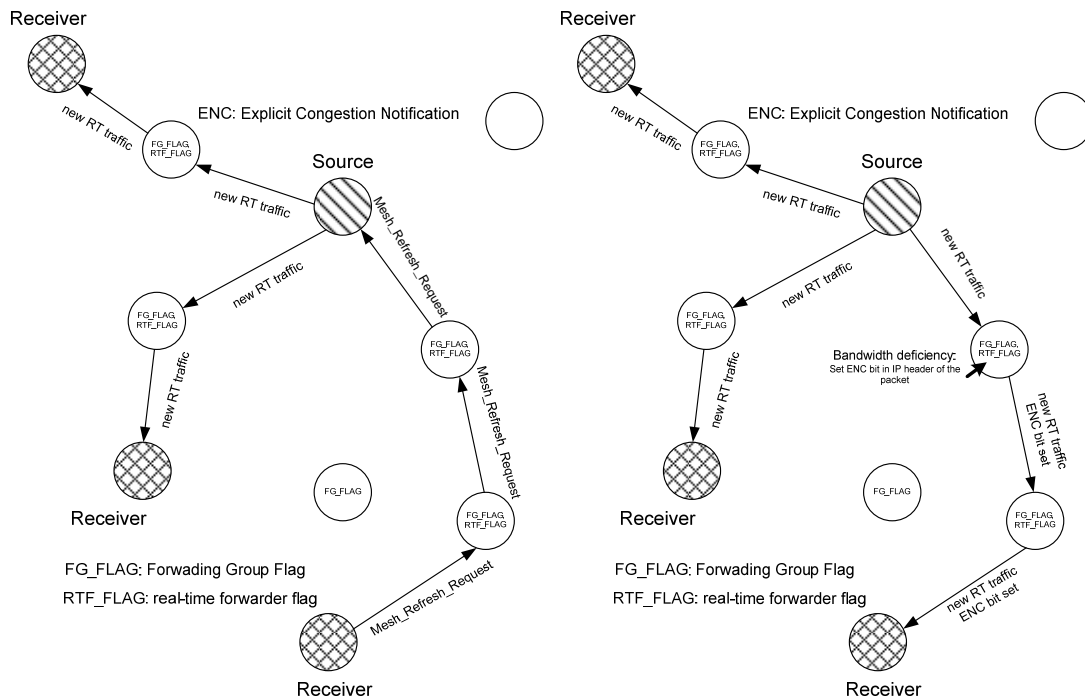 Receiver
ENC: Explicit Congestion Notification
new RT traffic
FG_FLAG,
RTF_FLAG
Source
new RT traffic
Mesh_Refresh_Request
new RT traffic
FG_FLAG,
RTF_FLAG
FG_FLAG,
RTF_FLAG
new RT traffic
Mesh_Refresh_Request
Receiver
FG_FLAG
FG_FLAG,
RTF_FLAG
FG_FLAG: Forwading Group Flag
RTF_FLAG: real-time forwarder flag
Mesh_Refresh_Request
Receiver
Receiver
ENC: Explicit Congestion Notification
new RT traffic
FG_FLAG,
RTF_FLAG
Source
new RT traffic
new RT traffic
new RT traffic
FG_FLAG,
RTF_FLAG
FG_FLAG,
RTF_FLAG
Bandwidth deficiency:
Set ENC bit in IP header of the
packet
new RT traffic
new RT traffic
ENC bit set
Receiver
FG_FLAG
FG_FLAG,
RTF_FLAG
FG_FLAG: Forwading Group Flag
RTF_FLAG: real-time forwarder flag
new RT traffic
ENC bit set
Receiver